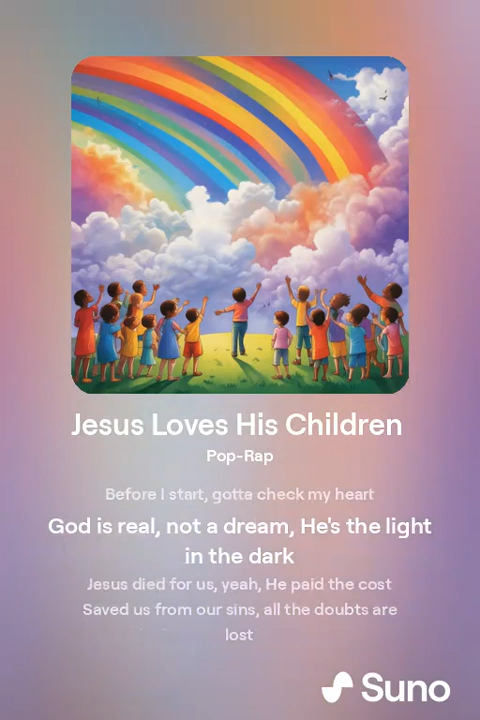 Jesus Loves His Children
Pop-Rap
Before I start, gotta check my heart
God is real, not a dream, He's the light
in the dark
Jesus died for us, yeah, He paid the cost
Saved us from our sins, all the doubts are
lost
Suno